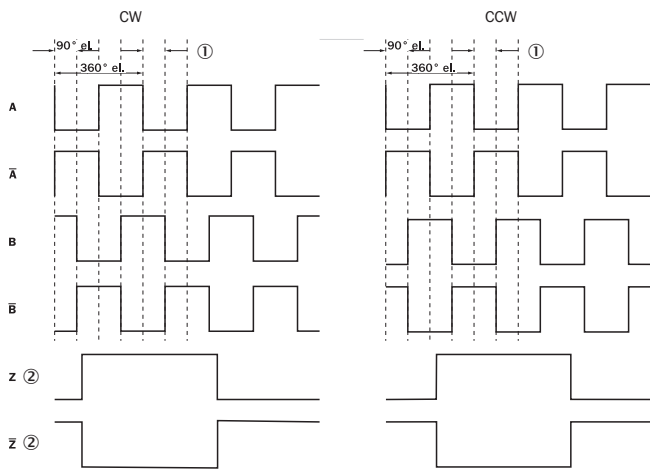 CW
CCW
90° el.
①
90° el.
①
360° el.
360° el.
A
A̅
B
B̅
Z ②
Z̅ ②